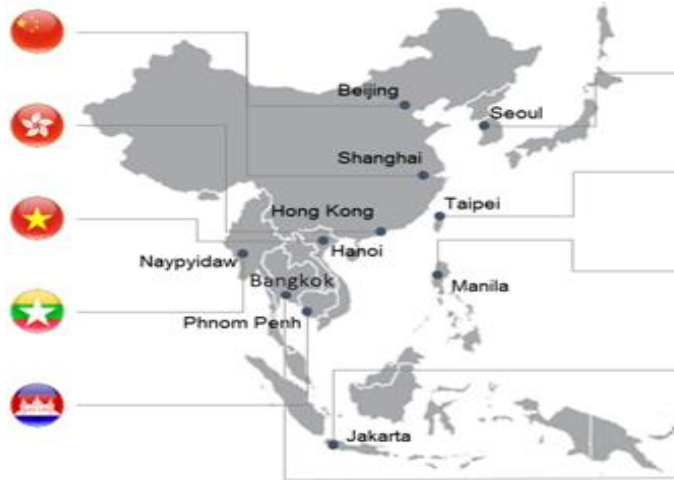 Beijing
Seoul
Shanghai
Taipei
Hong Kong
Hanoi
Naypyidaw
Bangkok
Manila
Phnom Penh
Jakarta